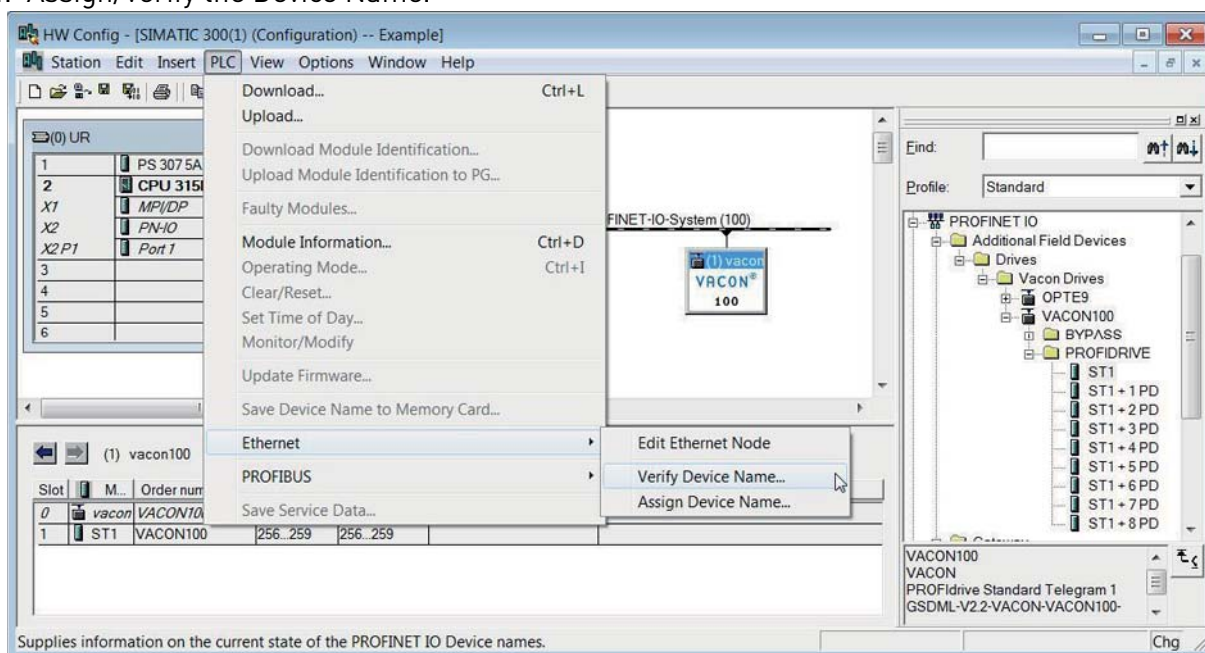 Assign/Verify the Device Name.
HW Config - [SIMATIC 300(1) (Configuration) -- Example]
Station Edit Insert PLC View Options Window Help
Download... Ctrl+L
Upload...
Download Module Identification...
Upload Module Identification to PG...
Faulty Modules...
Module Information... Ctrl+D
Operating Mode... Ctrl+I
Clear/Reset...
Set Time of Day...
Monitor/Modify
Update Firmware...
Save Device Name to Memory Card...
Ethernet
PROFIBUS
Save Service Data...
Edit Ethernet Node
Verify Device Name...
Assign Device Name...
(0) UR
1 PS 307 5A
2 CPU 315
X1 MPI/DP
X2 PN-IO
X2 P1 Port 1
3
4
5
6
FINET-IO-System (100)
(1) vacon
VACON®
100
Find:
Profile: Standard
PROFINET IO
Additional Field Devices
Drives
Vacon Drives
OPTE9
VACON100
BYPASS
PROFIDRIVE
ST1
ST1 + 1 PD
ST1 + 2 PD
ST1 + 3 PD
ST1 + 4 PD
ST1 + 5 PD
ST1 + 6 PD
ST1 + 7 PD
ST1 + 8 PD
(1) vacon100
Slot M... Order num
0 vacon VACON10
1 ST1 VACON100 256...259 256...259
VACON100
VACON
PROFIdrive Standard Telegram 1
GSDML-V2.2-VACON-VACON100-
Supplies information on the current state of the PROFINET IO Device names.
Chg